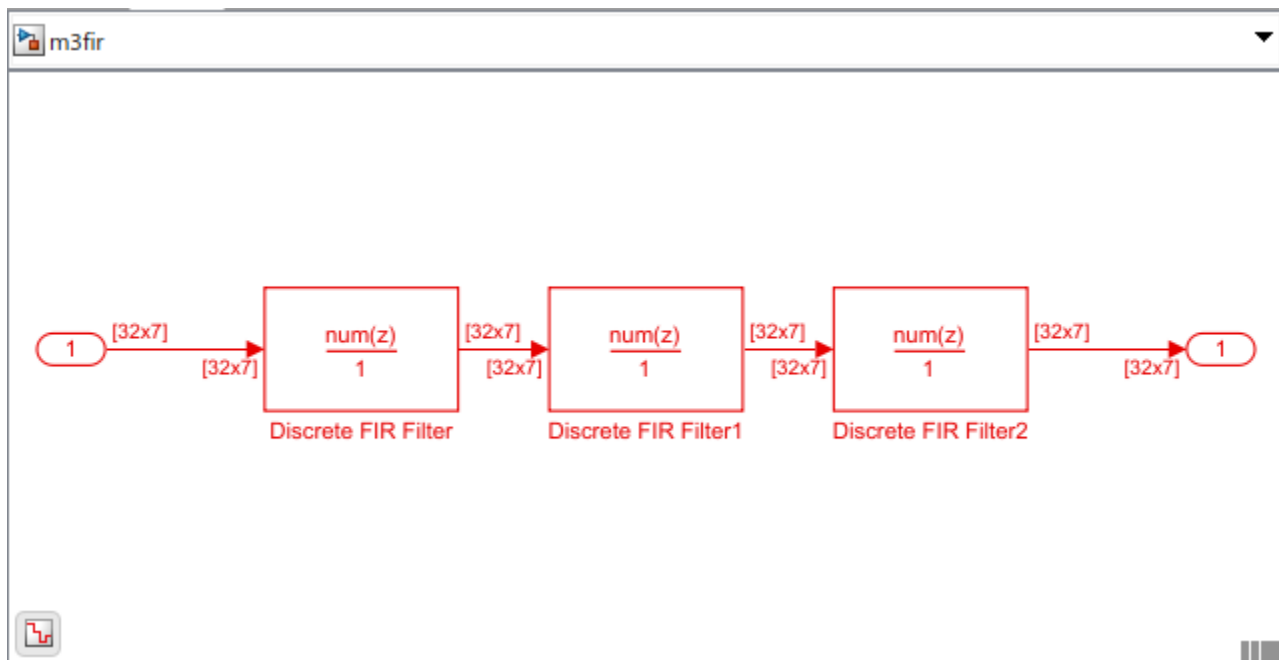 m3fir
1
[32x7]
[32x7]
num(z)
1
Discrete FIR Filter
[32x7]
[32x7]
num(z)
1
Discrete FIR Filter1
[32x7]
[32x7]
num(z)
1
Discrete FIR Filter2
[32x7]
[32x7]
1